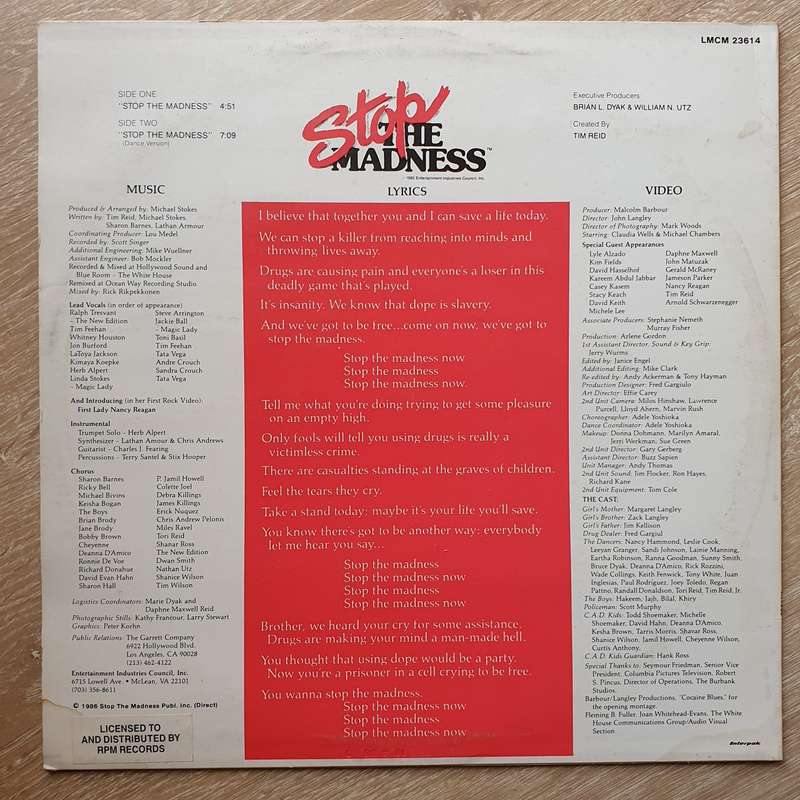 LMCM 23614
SIDE ONE
"STOP THE MADNESS" 4:51
SIDE TWO
"STOP THE MADNESS" 7:09
(Dance Version)
Stop
THE
MADNESS™
1985 Entertainment Industries Council, Inc.
Executive Producers
BRIAN L. DYAK & WILLIAM N. UTZ
Created By
TIM REID
MUSIC
Produced & Arranged by: Michael Stokes
Written by: Tim Reid, Michael Stokes,
Sharon Barnes, Lathan Armour
Coordinating Producer: Lou Medel
Recorded by: Scott Singer
Additional Engineering: Mike Wuellner
Assistant Engineer: Bob Mockler
Recorded & Mixed at Hollywood Sound and
Blue Room - The White House
Remixed at Ocean Way Recording Studio
Mixed by: Rick Rikpekkonen
Lead Vocals (in order of appearance)
Ralph Tresvant
- The New Edition
Tim Feehan
Whitney Houston
Jon Burford
LaToya Jackson
Kimaya Koepke
Herb Alpert
Linda Stokes
- Magic Lady
Steve Arrington
Jackie Ball
- Magic Lady
Toni Basil
Tim Feehan
Tata Vega
Andre Crouch
Sandra Crouch
Tata Vega
And Introducing (in her First Rock Video):
First Lady Nancy Reagan
Instrumental
Trumpet Solo - Herb Alpert
Synthesizer - Lathan Amour & Chris Andrews
Guitarist - Charles J. Fearing
Percussions - Terry Santel & Stix Hooper
Chorus
Sharon Barnes
Ricky Bell
Michael Bivins
Keisha Bogan
The Boys
Brian Brody
Jane Brody
Bobby Brown
Cheyenne
Deanna D'Amico
Ronnie De Voe
Richard Donahue
David Evan Hahn
Sharon Hall
P. Jamil Howell
Colette Joel
Debra Killings
James Killings
Erick Nuquez
Chris Andrew Pelonis
Miles Ravel
Tori Reid
Shanar Ross
The New Edition
Dwan Smith
Nathan Utz
Shanice Wilson
Tim Wilson
Logistics Coordinators: Marie Dyak and
Daphne Maxwell Reid
Photographic Stills: Kathy Francour, Larry Stewart
Graphics: Peter Korhn
Public Relations: The Garrett Company
6922 Hollywood Blvd.
Los Angeles, CA 90028
(213) 462-4122
Entertainment Industries Council, Inc.
6715 Lowell Ave. • McLean, VA 22101
(703) 356-8611
© 1986 Stop The Madness Publ. Inc. (Direct)
LICENSED TO
AND DISTRIBUTED BY
RPM RECORDS
LYRICS
I believe that together you and I can save a life today.
We can stop a killer from reaching into minds and
throwing lives away.
Drugs are causing pain and everyone's a loser in this
deadly game that's played.
It's insanity. We know that dope is slavery.
And we've got to be free...come on now, we've got to
stop the madness.
Stop the madness now
Stop the madness
Stop the madness now.
Tell me what you're doing trying to get some pleasure
on an empty high.
Only fools will tell you using drugs is really a
victimless crime.
There are casualties standing at the graves of children.
Feel the tears they cry.
Take a stand today; maybe it's your life you'll save.
You know there's got to be another way: everybody
let me hear you say...
Stop the madness
Stop the madness now
Stop the madness
Stop the madness now
Brother, we heard your cry for some assistance.
Drugs are making your mind a man-made hell.
You thought that using dope would be a party.
Now you're a prisoner in a cell crying to be free.
You wanna stop the madness.
Stop the madness now
Stop the madness
Stop the madness now
VIDEO
Producer: Malcolm Barbour
Director: John Langley
Director of Photography: Mark Woods
Starring: Claudia Wells & Michael Chambers
Special Guest Appearances
Lyle Alzado
Kim Fields
David Hasselhof
Kareem Abdul Jabbar
Casey Kasem
Stacy Keach
David Keith
Michele Lee
Daphne Maxwell
John Matuzak
Gerald McRaney
Jameson Parker
Nancy Reagan
Tim Reid
Arnold Schwarzenegger
Associate Producers: Stephanie Nemeth
Murray Fisher
Production: Arlene Gordon
1st Assistant Director, Sound & Key Grip:
Jerry Wurms
Edited by: Janice Engel
Additional Editing: Mike Clark
Re-edited by: Andy Ackerman & Tony Hayman
Production Designer: Fred Gargiulo
Art Director: Effie Carey
2nd Unit Camera: Milos Himshaw, Lawrence
Purcell, Lloyd Ahern, Marvin Rush
Choreographer: Adele Yoshioka
Dance Coordinator: Adele Yoshioka
Makeup: Donna Dohmann, Marilyn Amaral,
Jerri Werkman, Sue Green
2nd Unit Director: Gary Gerberg
Assistant Director: Buzz Sapien
Unit Manager: Andy Thomas
2nd Unit Sound: Jim Flocker, Ron Hayes,
Richard Kane
2nd Unit Equipment: Tom Cole
THE CAST:
Girl's Mother: Margaret Langley
Girl's Brother: Zack Langley
Girl's Father: Jim Kellison
Drug Dealer: Fred Gargiul
The Dancers: Nancy Hammond, Leslie Cook,
Leeyan Granger, Sandi Johnson, Lainie Manning,
Eartha Robinson, Ranna Goodman, Sunny Smith,
Bruce Dyak, Deanna D'Amico, Rick Rozzini,
Wade Collings, Keith Fenwick, Tony White, Juan
Inglesias, Paul Rodriguez, Joey Toledo, Regan
Pattno, Randall Donaldson, Tori Reid, Tim Reid, Jr.
The Boys: Hakeem, Jajh, Bilal, Khiry
Policeman: Scott Murphy
C.A.D. Kids: Todd Shoemaker, Michelle
Shoemaker, David Hahn, Deanna D'Amico,
Kesha Brown, Tarris Morris, Shavar Ross,
Shanice Wilson, Jamil Howell, Cheyenne Wilson,
Curtis Anthony.
C.A.D. Kids Guardian: Hank Ross
Special Thanks to: Seymour Friedman, Senior Vice
President, Columbia Pictures Television, Robert
S. Pincus, Director of Operations, The Burbank
Studios.
Barbour/Langley Productions, "Cocaine Blues," for
the opening montage.
Fleming B. Fuller, Joan Whitehead-Evans, The White
House Communications Group/Audio Visual
Section
Interpak